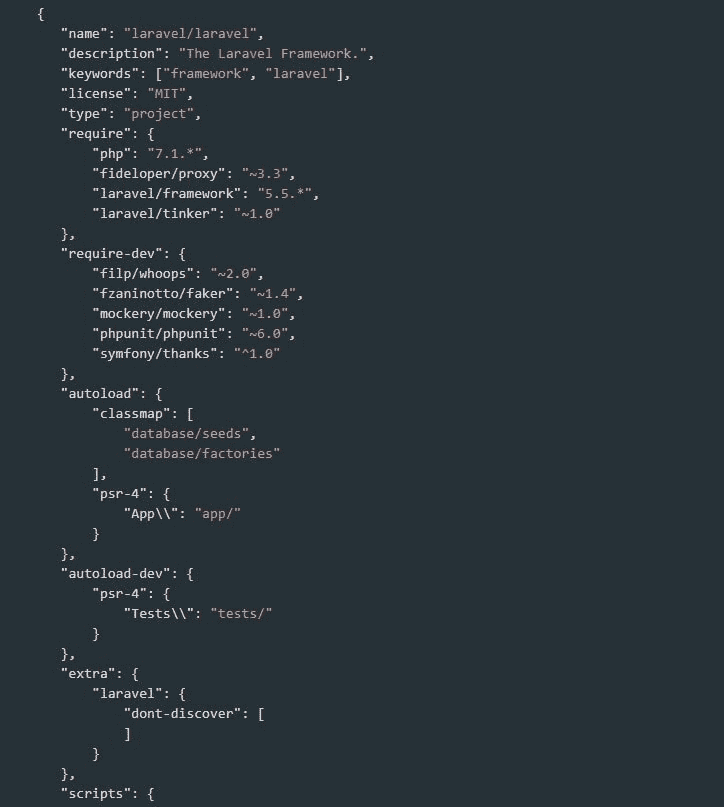 {
"name": "laravel/laravel",
"description": "The Laravel Framework.",
"keywords": ["framework", "laravel"],
"license": "MIT",
"type": "project",
"require": {
"php": "7.1.*",
"fideloper/proxy": "~3.3",
"laravel/framework": "5.5.*",
"laravel/tinker": "~1.0"
},
"require-dev": {
"filp/whoops": "~2.0",
"fzaninotto/faker": "~1.4",
"mockery/mockery": "~1.0",
"phpunit/phpunit": "~6.0",
"symfony/thanks": "^1.0"
},
"autoload": {
"classmap": [
"database/seeds",
"database/factories"
],
"psr-4": {
"App\\": "app/"
}
},
"autoload-dev": {
"psr-4": {
"Tests\\": "tests/"
}
},
"extra": {
"laravel": {
"dont-discover": [
]
}
},
"scripts": {